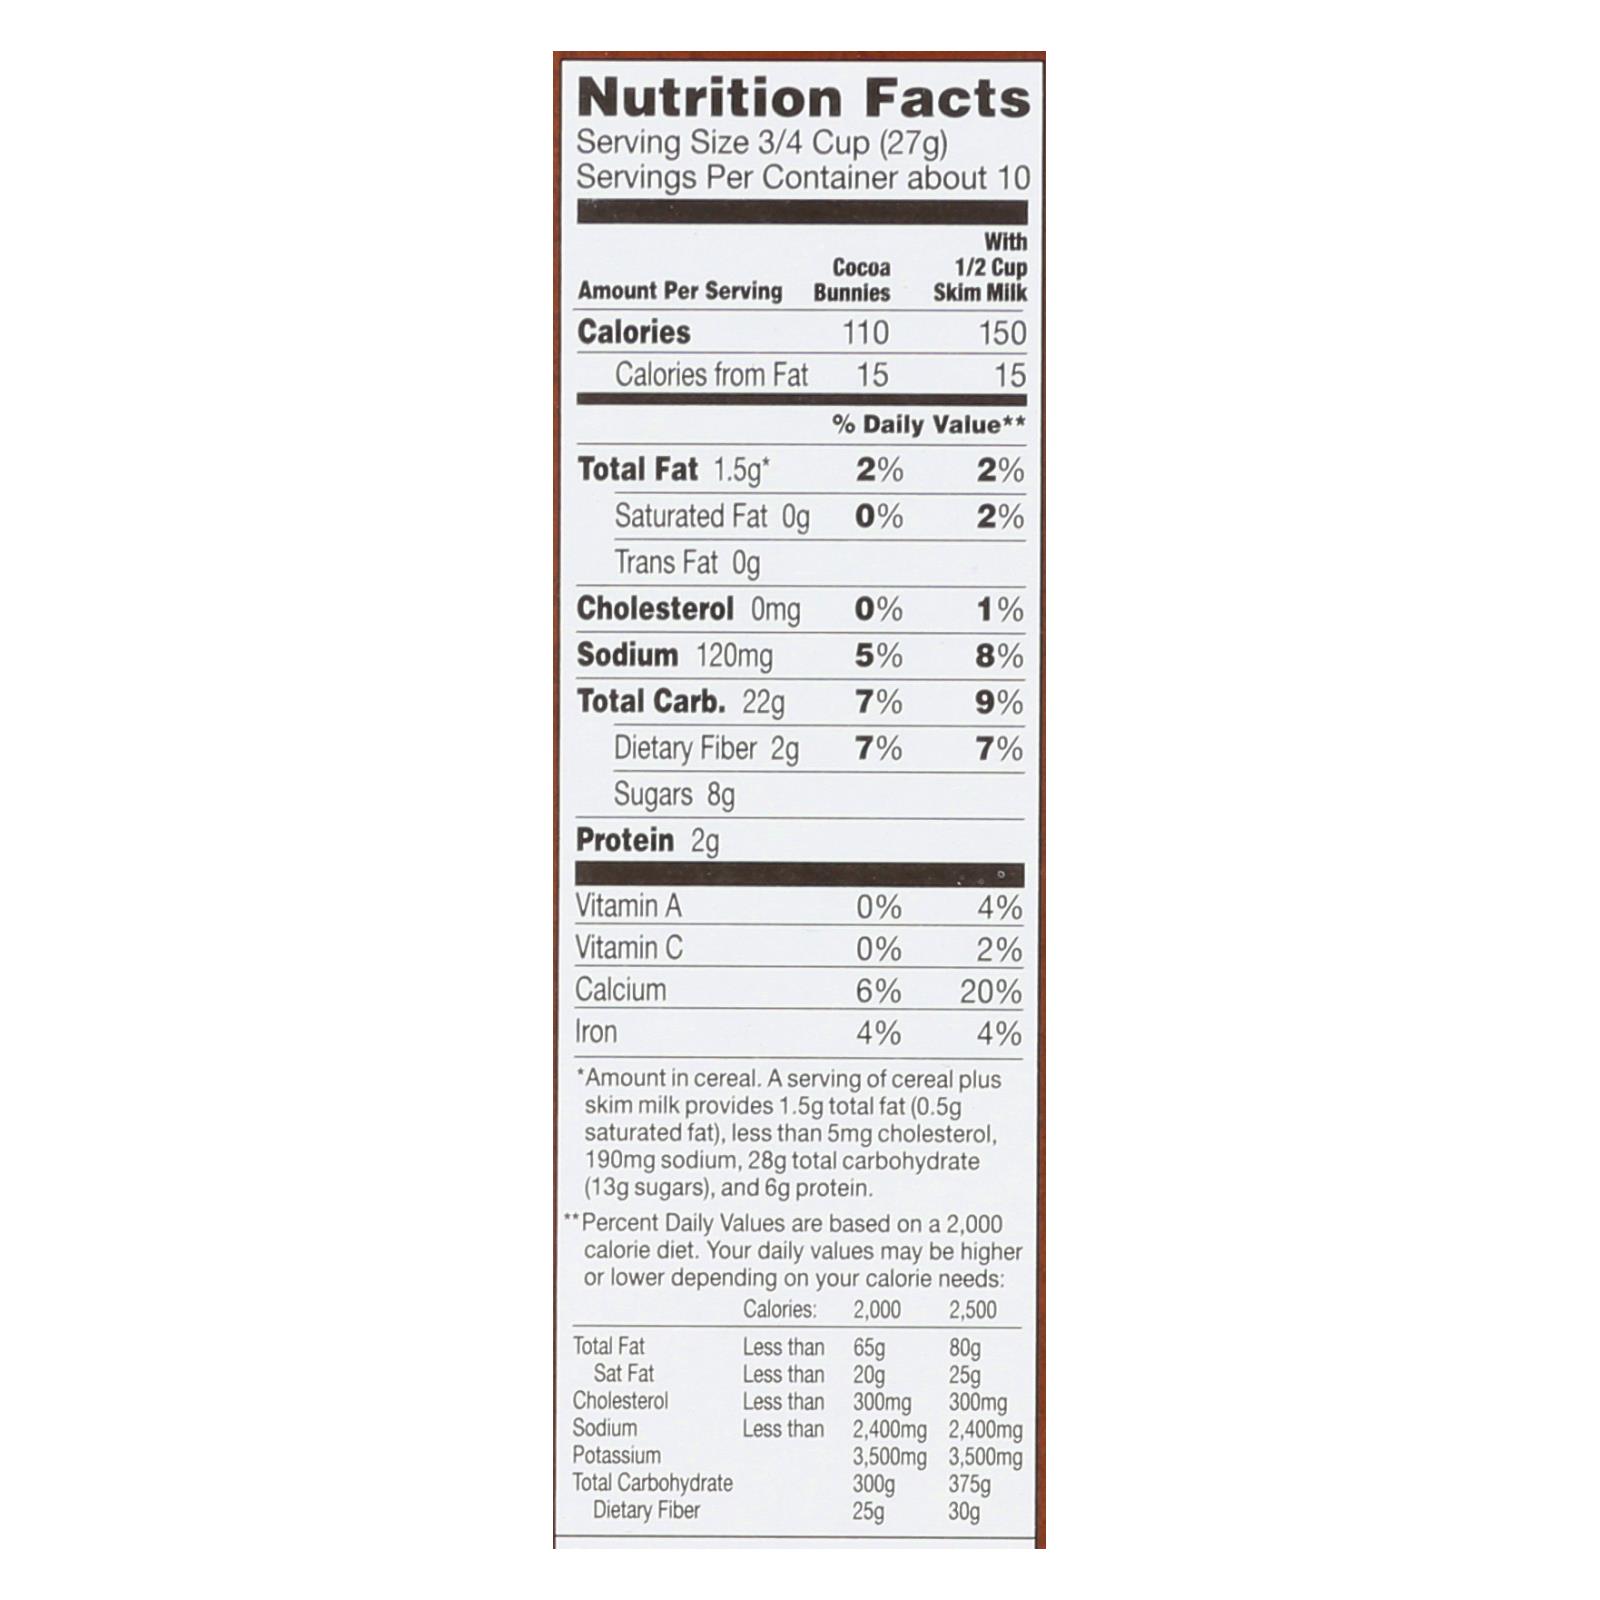 Nutrition Facts
Serving Size 3/4 Cup (27g)
Servings Per Container about 10
With
Cocoa 1/2 Cup
Amount Per Serving Bunnies Skim Milk
Calories 110 150
Calories from Fat 15 15
% Daily Value**
Total Fat 1.5g* 2% 2%
Saturated Fat 0g 0% 2%
Trans Fat 0g
Cholesterol 0mg 0% 1%
Sodium 120mg 5% 8%
Total Carb. 22g 7% 9%
Dietary Fiber 2g 7% 7%
Sugars 8g
Protein 2g
Vitamin A 0% 4%
Vitamin C 0% 2%
Calcium 6% 20%
Iron 4% 4%
*Amount in cereal. A serving of cereal plus
skim milk provides 1.5g total fat (0.5g
saturated fat), less than 5mg cholesterol,
190mg sodium, 28g total carbohydrate
(13g sugars), and 6g protein.
**Percent Daily Values are based on a 2,000
calorie diet. Your daily values may be higher
or lower depending on your calorie needs:
Calories: 2,000 2,500
Total Fat Less than 65g 80g
Sat Fat Less than 20g 25g
Cholesterol Less than 300mg 300mg
Sodium Less than 2,400mg 2,400mg
Potassium 3,500mg 3,500mg
Total Carbohydrate 300g 375g
Dietary Fiber 25g 30g